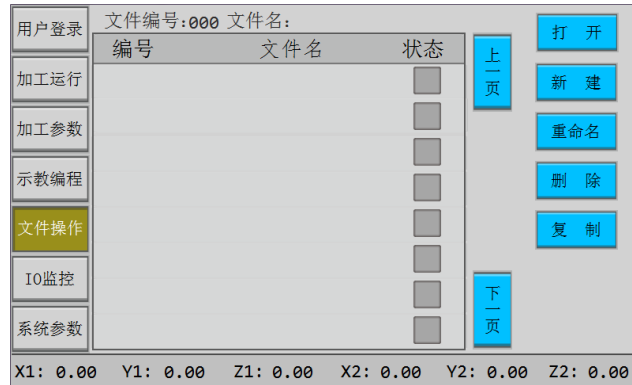 用户登录
加工运行
加工参数
示教编程
文件操作
IO监控
系统参数
文件编号:000 文件名:
编号 文件名 状态
上一页
下一页
打 开
新 建
重命名
删 除
复 制
X1: 0.00 Y1: 0.00 Z1: 0.00 X2: 0.00 Y2: 0.00 Z2: 0.00